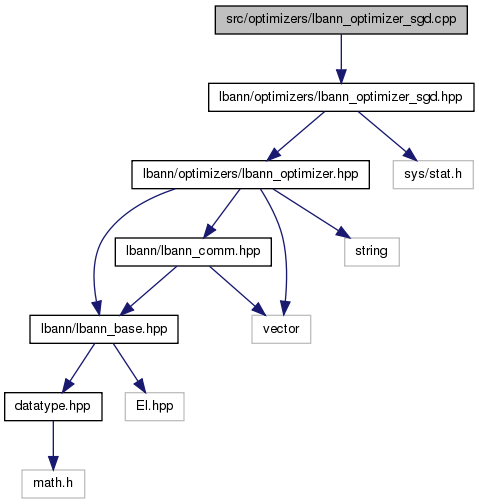 src/optimizers/lbann_optimizer_sgd.cpp
lbann/optimizers/lbann_optimizer_sgd.hpp
lbann/optimizers/lbann_optimizer.hpp
sys/stat.h
lbann/lbann_comm.hpp
string
lbann/lbann_base.hpp
vector
datatype.hpp
El.hpp
math.h